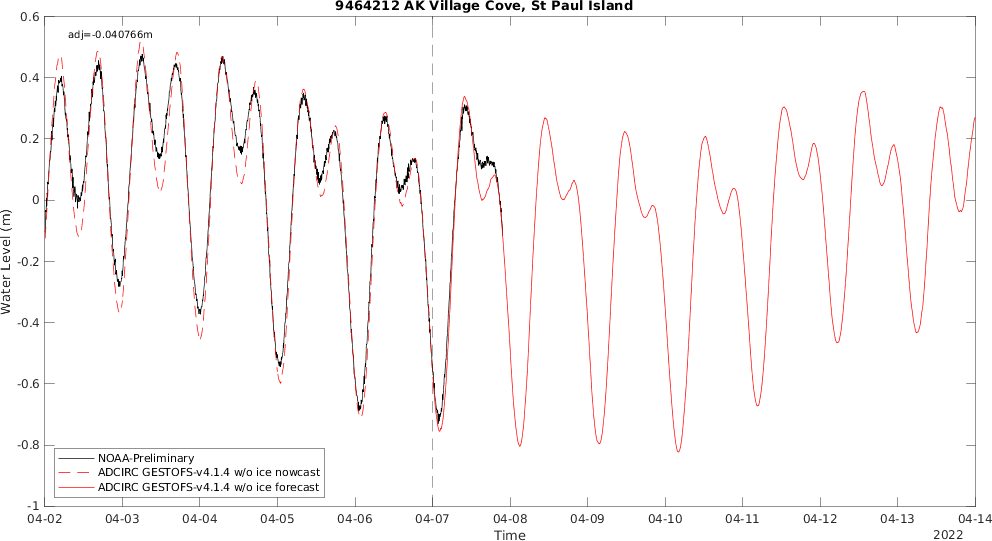 9464212 AK Village Cove, St Paul Island
adj=-0.040766m
0.6
0.4
0.2
0
-0.2
-0.4
-0.6
-0.8
-1
Water Level (m)
NOAA-Preliminary
ADCIRC GESTOFS-v4.1.4 w/o ice nowcast
ADCIRC GESTOFS-v4.1.4 w/o ice forecast
04-02 04-03 04-04 04-05 04-06 04-07 04-08 04-09 04-10 04-11 04-12 04-13 04-14
Time
2022